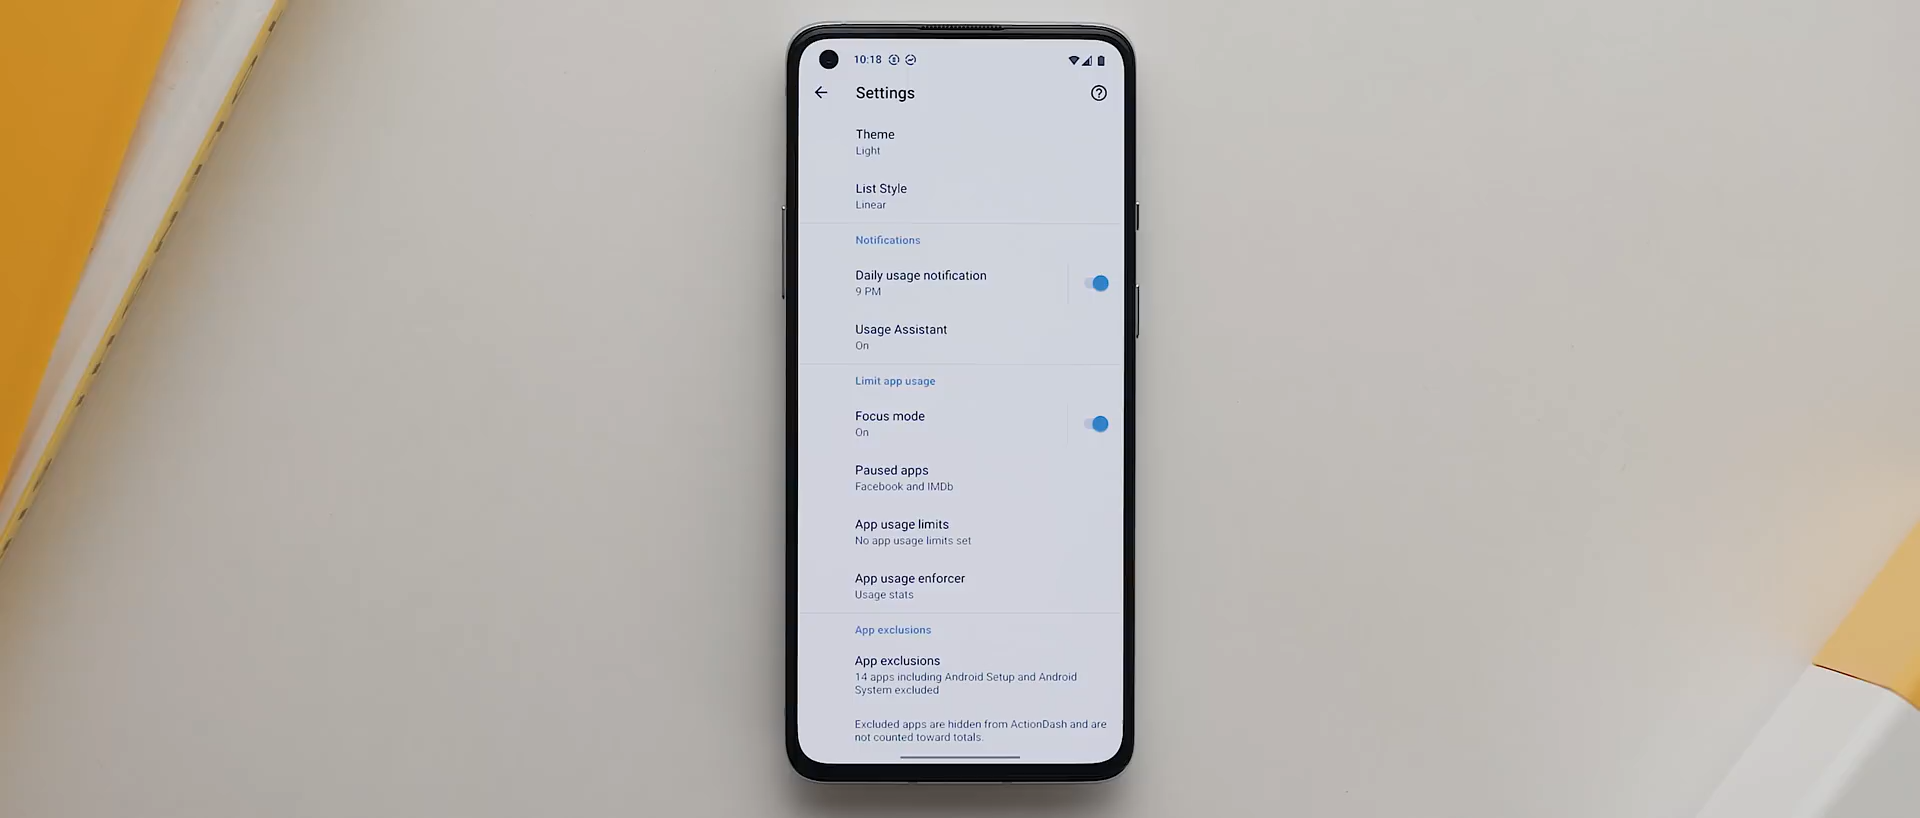 10:18
Settings
Theme
Light
List Style
Linear
Notifications
Daily usage notification
9 PM
Usage Assistant
On
Limit app usage
Focus mode
On
Paused apps
Facebook and IMDb
App usage limits
No app usage limits set
App usage enforcer
Usage stats
App exclusions
App exclusions
14 apps including Android Setup and Android
System excluded
Excluded apps are hidden from ActionDash and are
not counted toward totals.